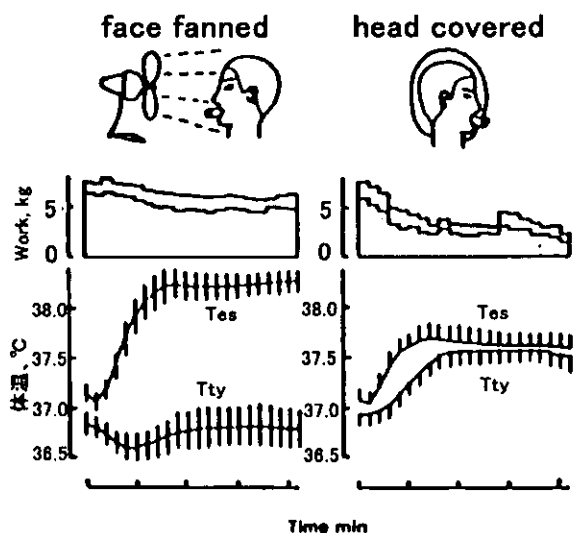 face fanned
head covered
Work, kg
5
0
5
0
体温、℃
38.0
37.5
37.0
36.5
Tes
Tty
38.0
37.5
37.0
36.5
Tes
Tty
Time min